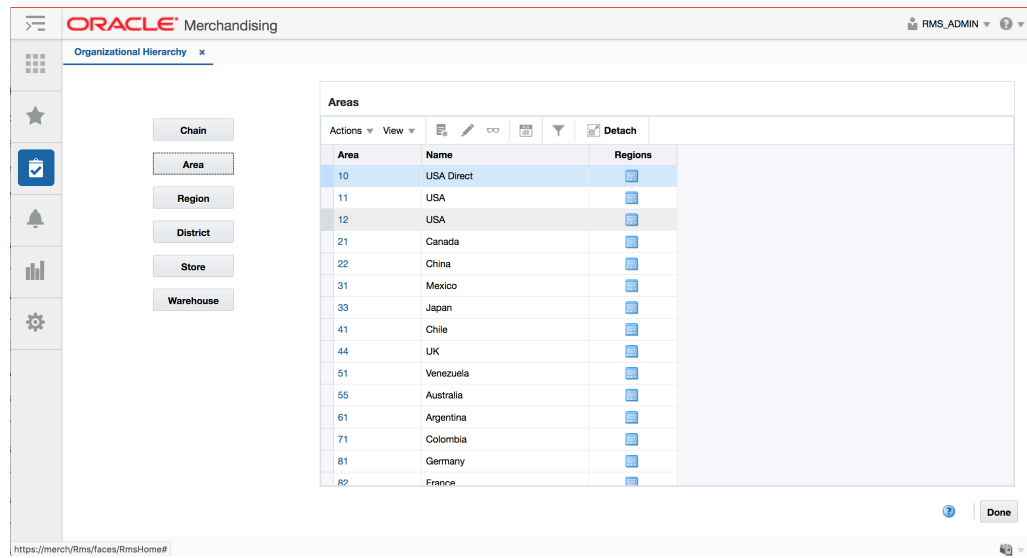 ORACLE® Merchandising
RMS_ADMIN
Organizational Hierarchy x
Chain
Area
Region
District
Store
Warehouse
Areas
Actions View Detach
Area Name Regions
10 USA Direct
11 USA
12 USA
21 Canada
22 China
31 Mexico
33 Japan
41 Chile
44 UK
51 Venezuela
55 Australia
61 Argentina
71 Colombia
81 Germany
82 France
? Done
https://merch/Rms/faces/RmsHome#